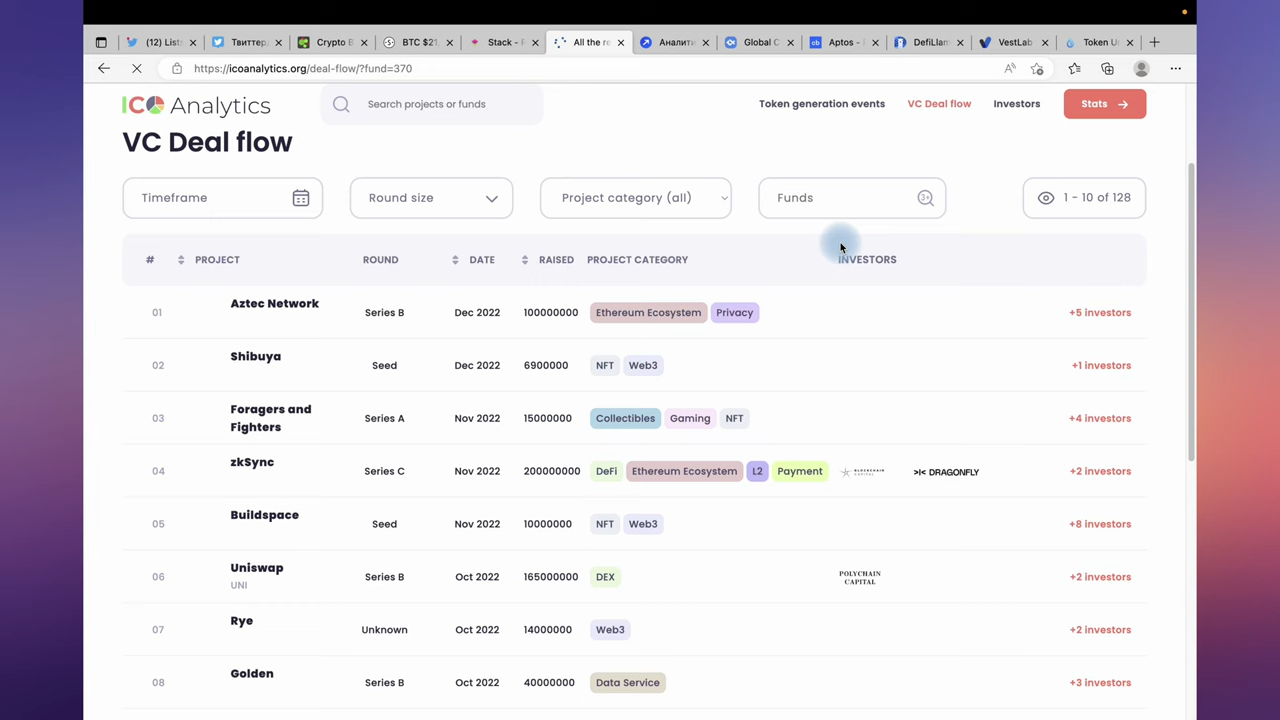 (12) List
Твиттер
Crypto B
BTC $21,
Stack - P
All the re
Аналити
Global C
Aptos - F
DefiLlam
VestLab
Token U
https://icoanalytics.org/deal-flow/?fund=370
ICO Analytics
Search projects or funds
Token generation events
VC Deal flow
Investors
Stats
VC Deal flow
Timeframe
Round size
Project category (all)
Funds
3+
1 - 10 of 128
# PROJECT ROUND DATE RAISED PROJECT CATEGORY INVESTORS
01 Aztec Network Series B Dec 2022 100000000 Ethereum Ecosystem Privacy +5 investors
02 Shibuya Seed Dec 2022 6900000 NFT Web3 +1 investors
03 Foragers and Fighters Series A Nov 2022 15000000 Collectibles Gaming NFT +4 investors
04 zkSync Series C Nov 2022 200000000 DeFi Ethereum Ecosystem L2 Payment BLOCKCHAIN CAPITAL DRAGONFLY +2 investors
05 Buildspace Seed Nov 2022 10000000 NFT Web3 +8 investors
06 Uniswap UNI Series B Oct 2022 165000000 DEX POLYCHAIN CAPITAL +2 investors
07 Rye Unknown Oct 2022 14000000 Web3 +2 investors
08 Golden Series B Oct 2022 40000000 Data Service +3 investors